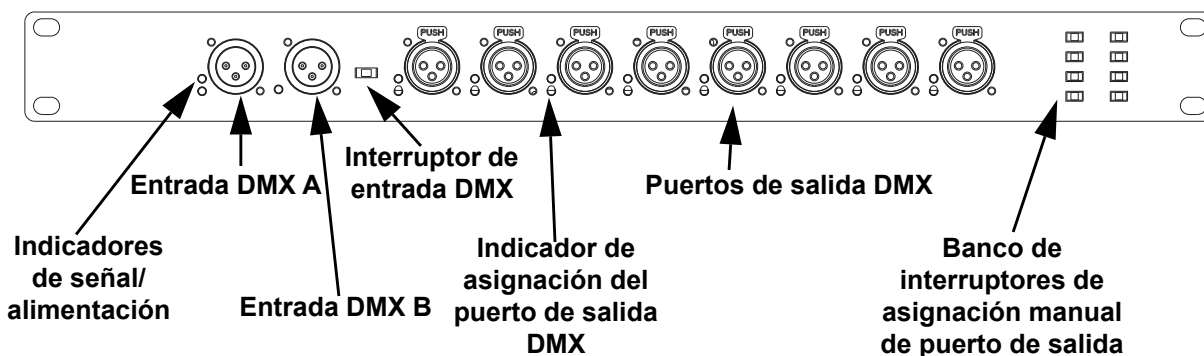 PUSH PUSH PUSH PUSH PUSH PUSH PUSH PUSH
Entrada DMX A
Interruptor de
entrada DMX
Puertos de salida DMX
Indicadores
de señal/
alimentación
Entrada DMX B
Indicador de
asignación del
puerto de salida
DMX
Banco de
interruptores de
asignación manual
de puerto de salida